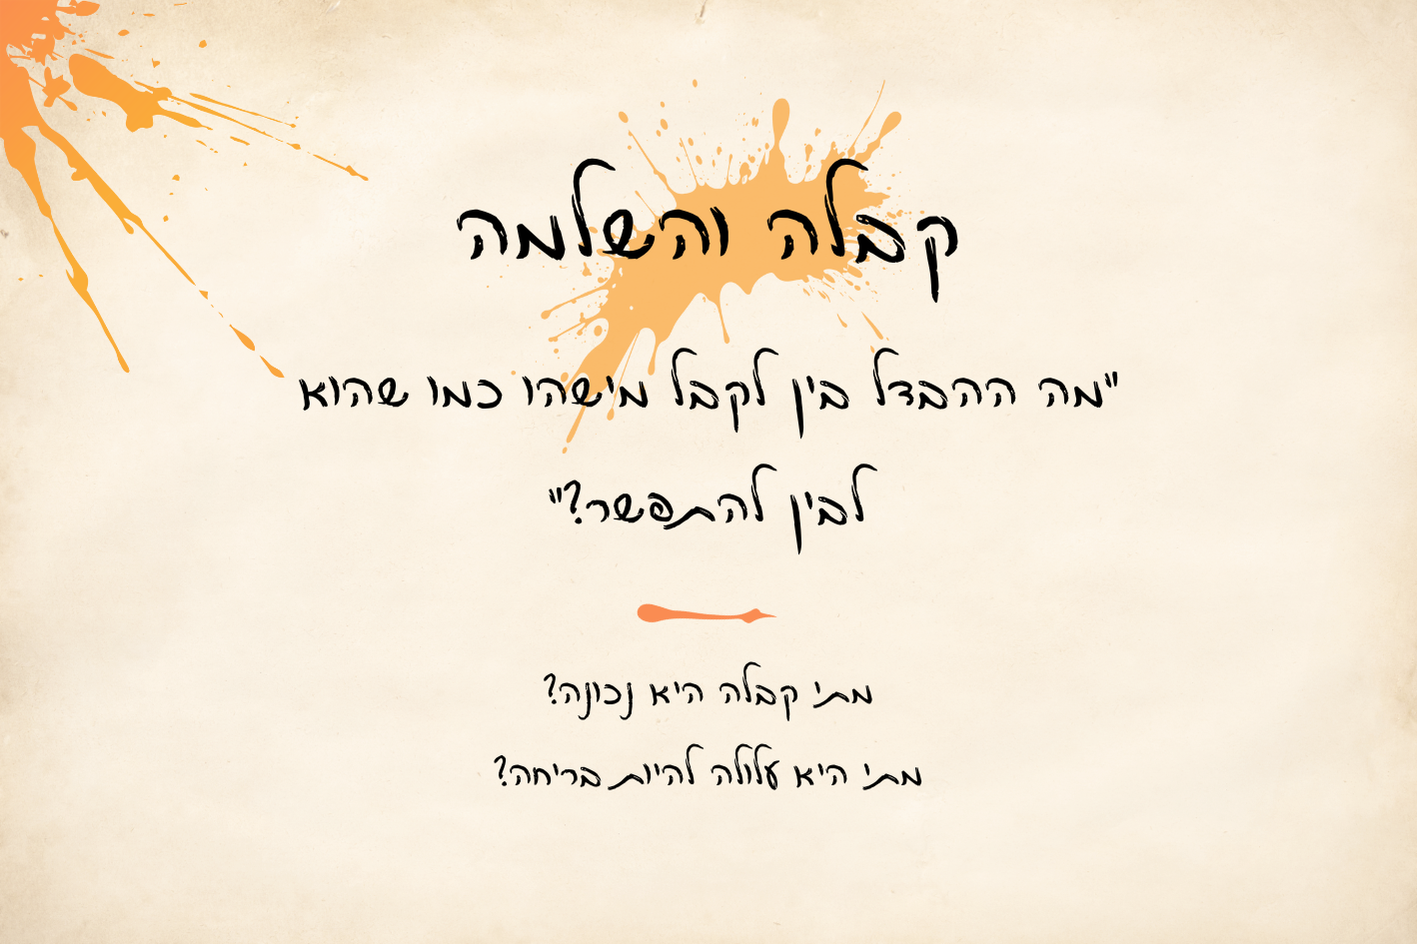 קבלה והשלמה
"מה ההבדל בין לקבל מישהו כמו שהוא
לבין להתפשר?"
מתי קבלה היא נכונה?
מתי היא עלולה להיות בריחה?